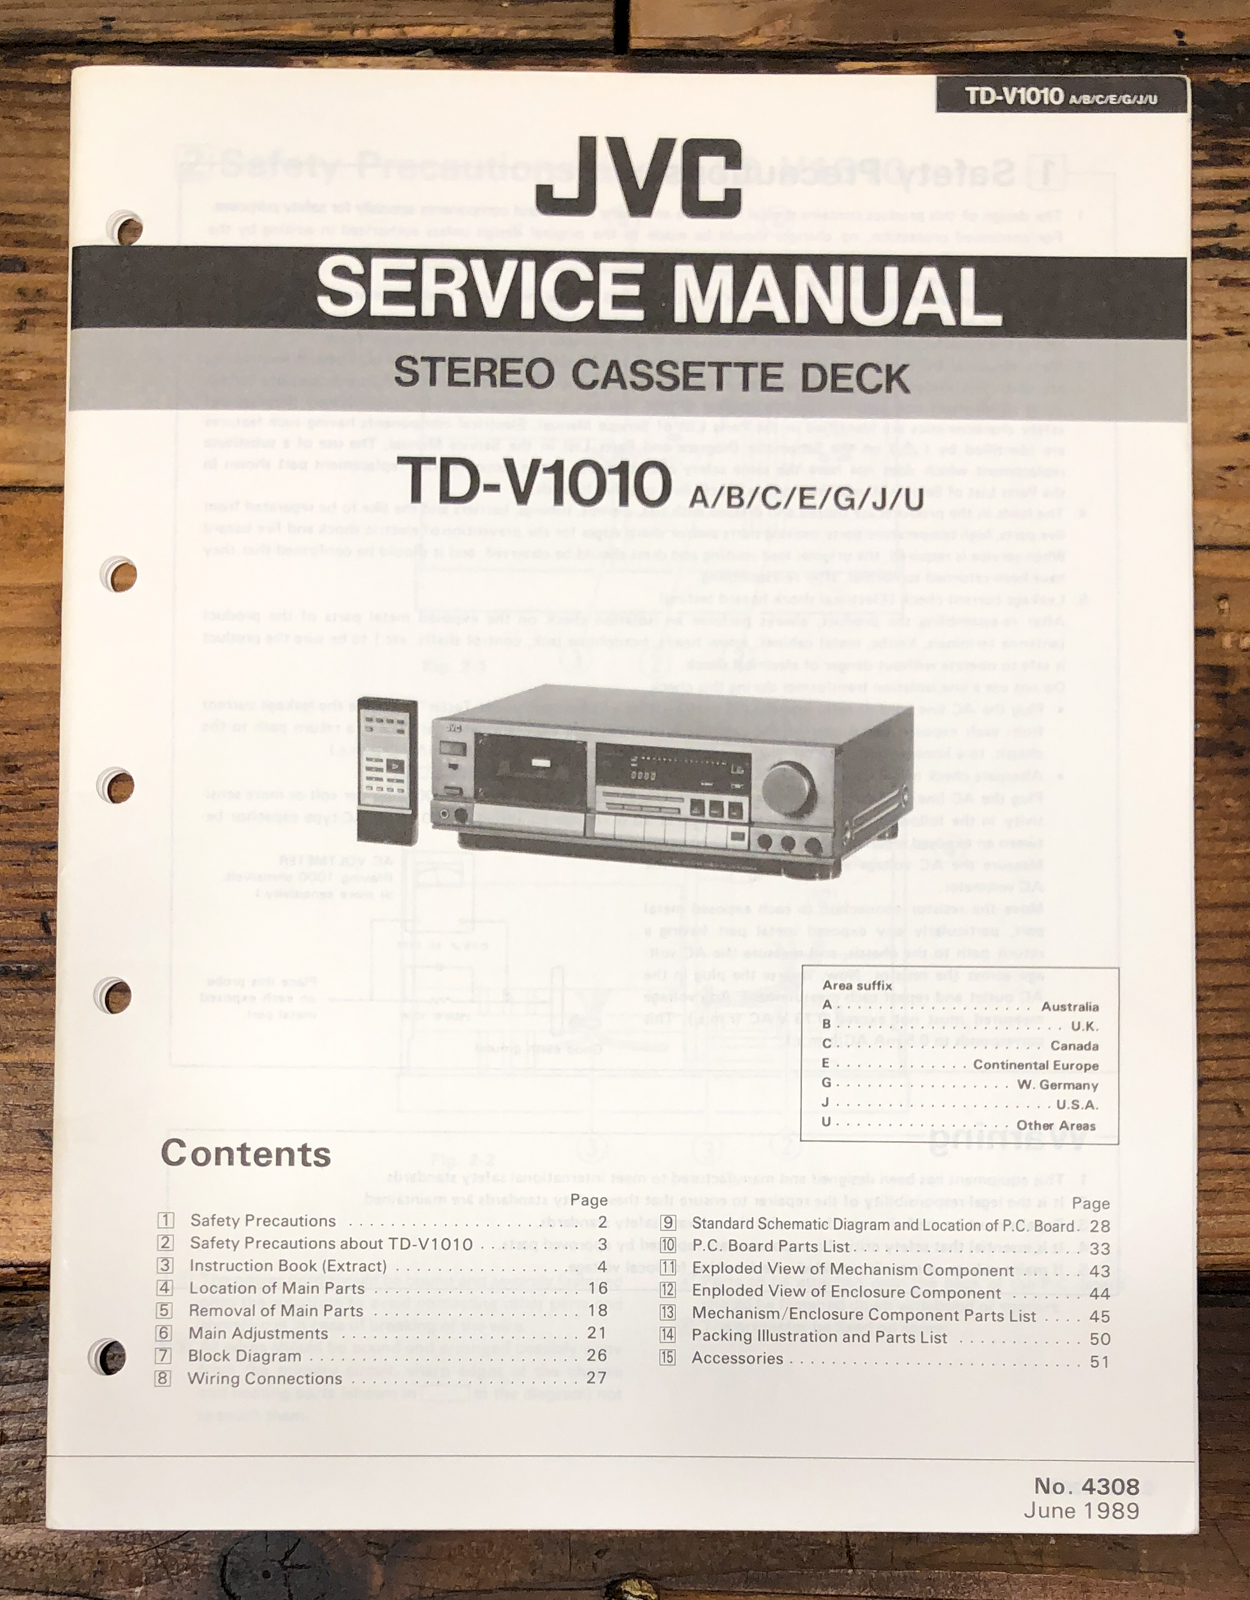 TD-V1010 A/B/C/E/G/J/U
JVC
SERVICE MANUAL
STEREO CASSETTE DECK
TD-V1010 A/B/C/E/G/J/U
JVC
Area suffix
A . . . . . . . . . . . . . . . . . . . Australia
B . . . . . . . . . . . . . . . . . . . . . . U.K.
C . . . . . . . . . . . . . . . . . . . . Canada
E . . . . . . . . . . . . Continental Europe
G . . . . . . . . . . . . . . . . . W. Germany
J . . . . . . . . . . . . . . . . . . . . . U.S.A.
U . . . . . . . . . . . . . . . . . Other Areas
Contents
Page
1 Safety Precautions . . . . . . . . . . . . . . . . . . . . 2
2 Safety Precautions about TD-V1010 . . . . . . . . 3
3 Instruction Book (Extract) . . . . . . . . . . . . . . . . 4
4 Location of Main Parts . . . . . . . . . . . . . . . . . 16
5 Removal of Main Parts . . . . . . . . . . . . . . . . . 18
6 Main Adjustments . . . . . . . . . . . . . . . . . . . . 21
7 Block Diagram . . . . . . . . . . . . . . . . . . . . . . . 26
8 Wiring Connections . . . . . . . . . . . . . . . . . . . 27
Page
9 Standard Schematic Diagram and Location of P.C. Board . 28
10 P.C. Board Parts List . . . . . . . . . . . . . . . . . . . 33
11 Exploded View of Mechanism Component . . . . . 43
12 Enploded View of Enclosure Component . . . . . . 44
13 Mechanism/Enclosure Component Parts List . . . . 45
14 Packing Illustration and Parts List . . . . . . . . . . 50
15 Accessories . . . . . . . . . . . . . . . . . . . . . . . . . 51
No. 4308
June 1989